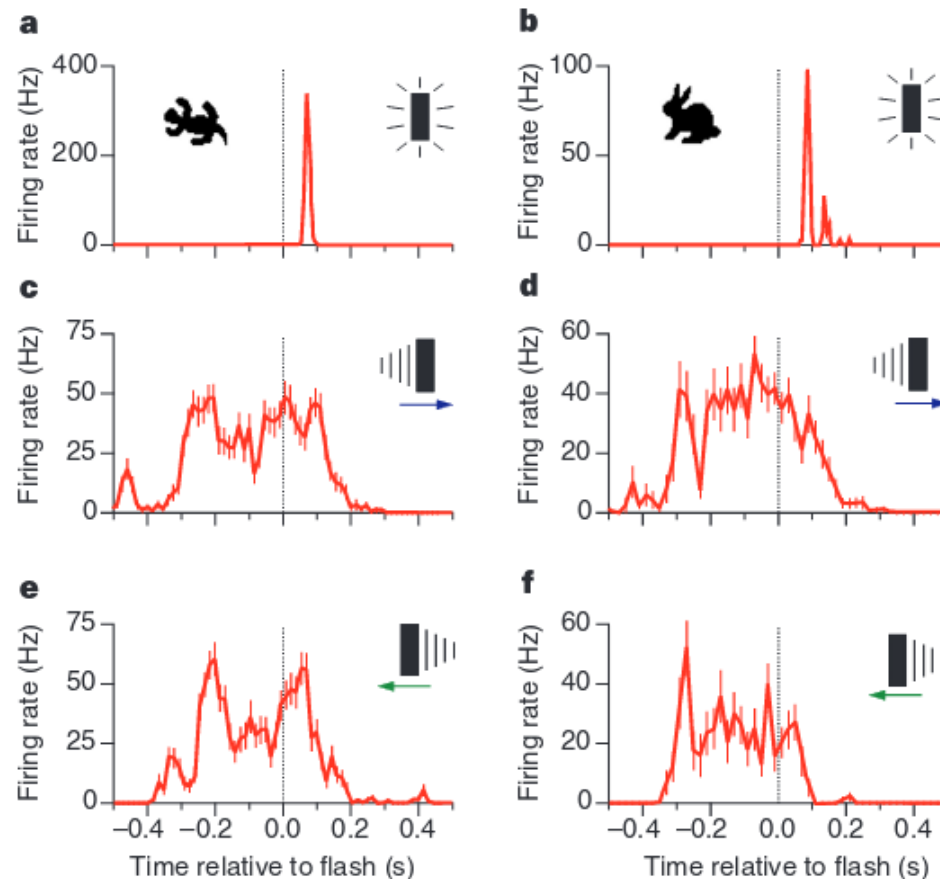 a
b
Firing rate (Hz)
400
200
0
Firing rate (Hz)
100
50
0
c
d
Firing rate (Hz)
75
50
25
0
Firing rate (Hz)
60
40
20
0
e
f
Firing rate (Hz)
75
50
25
0
Firing rate (Hz)
60
40
20
0
−0.4 −0.2 0.0 0.2 0.4
−0.4 −0.2 0.0 0.2 0.4
Time relative to flash (s)
Time relative to flash (s)